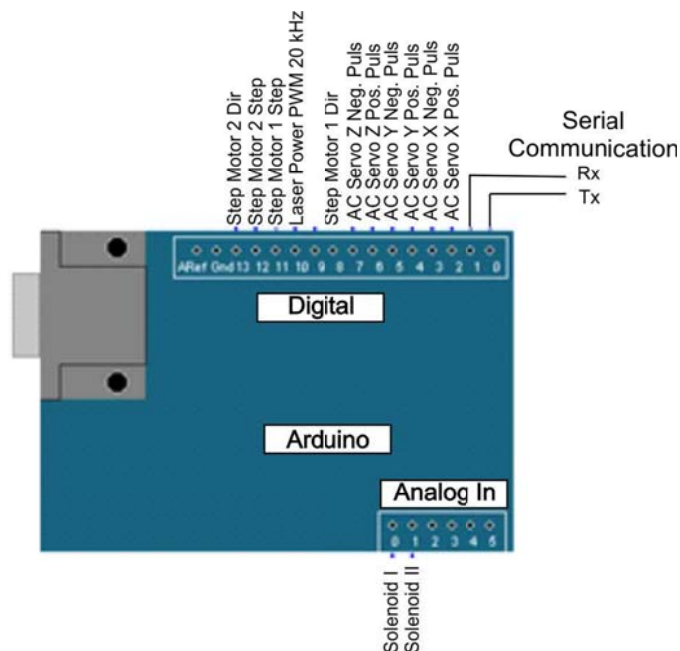 Step Motor 2 Dir
Step Motor 2 Step
Step Motor 1 Step
Laser Power PWM 20 kHz
Step Motor 1 Dir
AC Servo Z Neg. Puls
AC Servo Z Pos. Puls
AC Servo Y Neg. Puls
AC Servo Y Pos. Puls
AC Servo X Neg. Puls
AC Servo X Pos. Puls
Serial
Communication
Rx
Tx
ARef Gnd 13 12 11 10 9 8 7 6 5 4 3 2 1 0
Digital
Arduino
Analog In
0 1 2 3 4 5
Solenoid I
Solenoid II